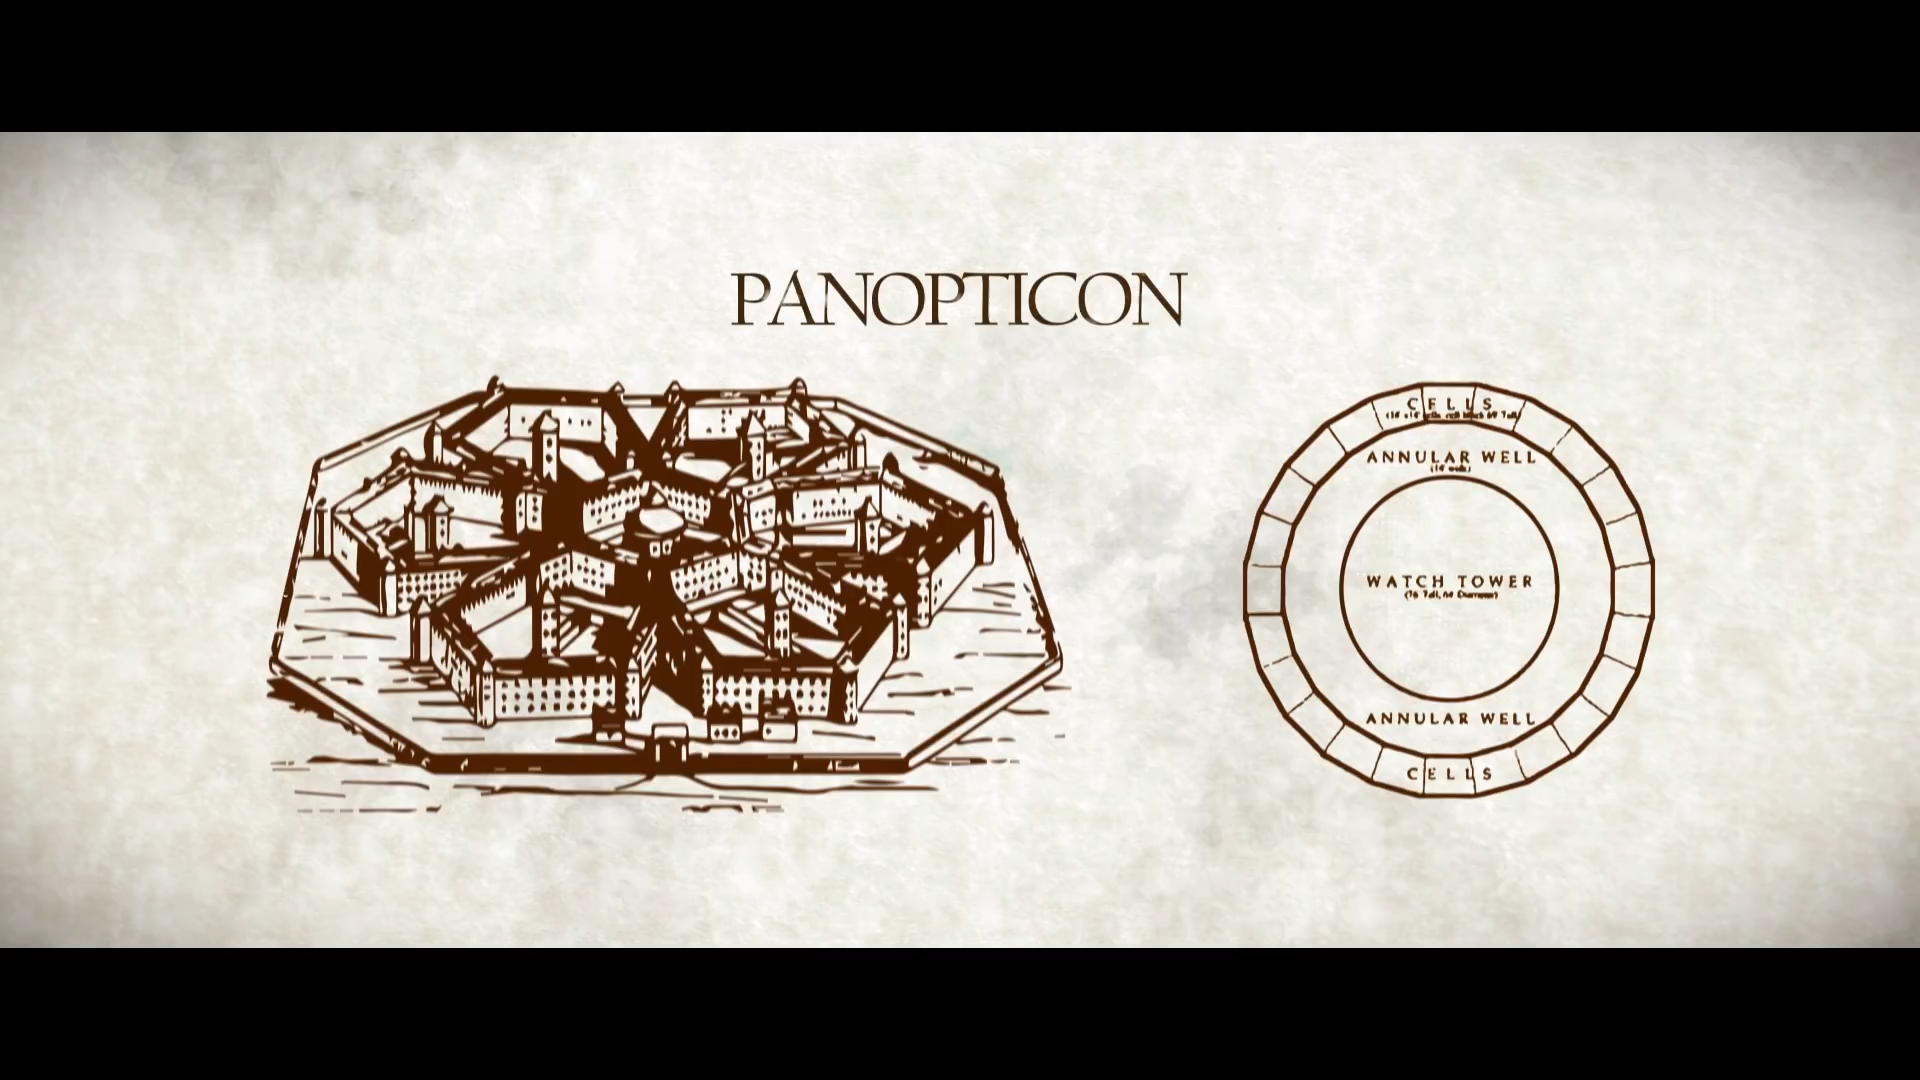 PANOPTICON
CELLS
ANNULAR WELL
WATCH TOWER
ANNULAR WELL
CELLS